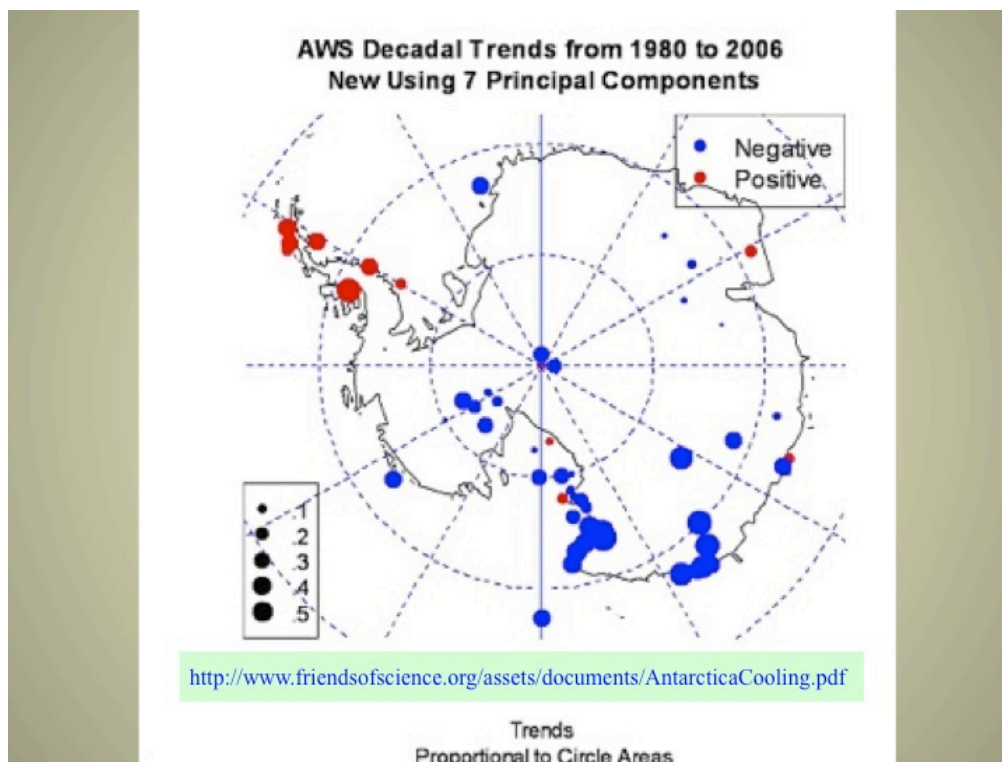 AWS Decadal Trends from 1980 to 2006
New Using 7 Principal Components
Negative
Positive
.1
.2
.3
.4
.5
http://www.friendsofscience.org/assets/documents/AntarcticaCooling.pdf
Trends
Proportional to Circle Areas